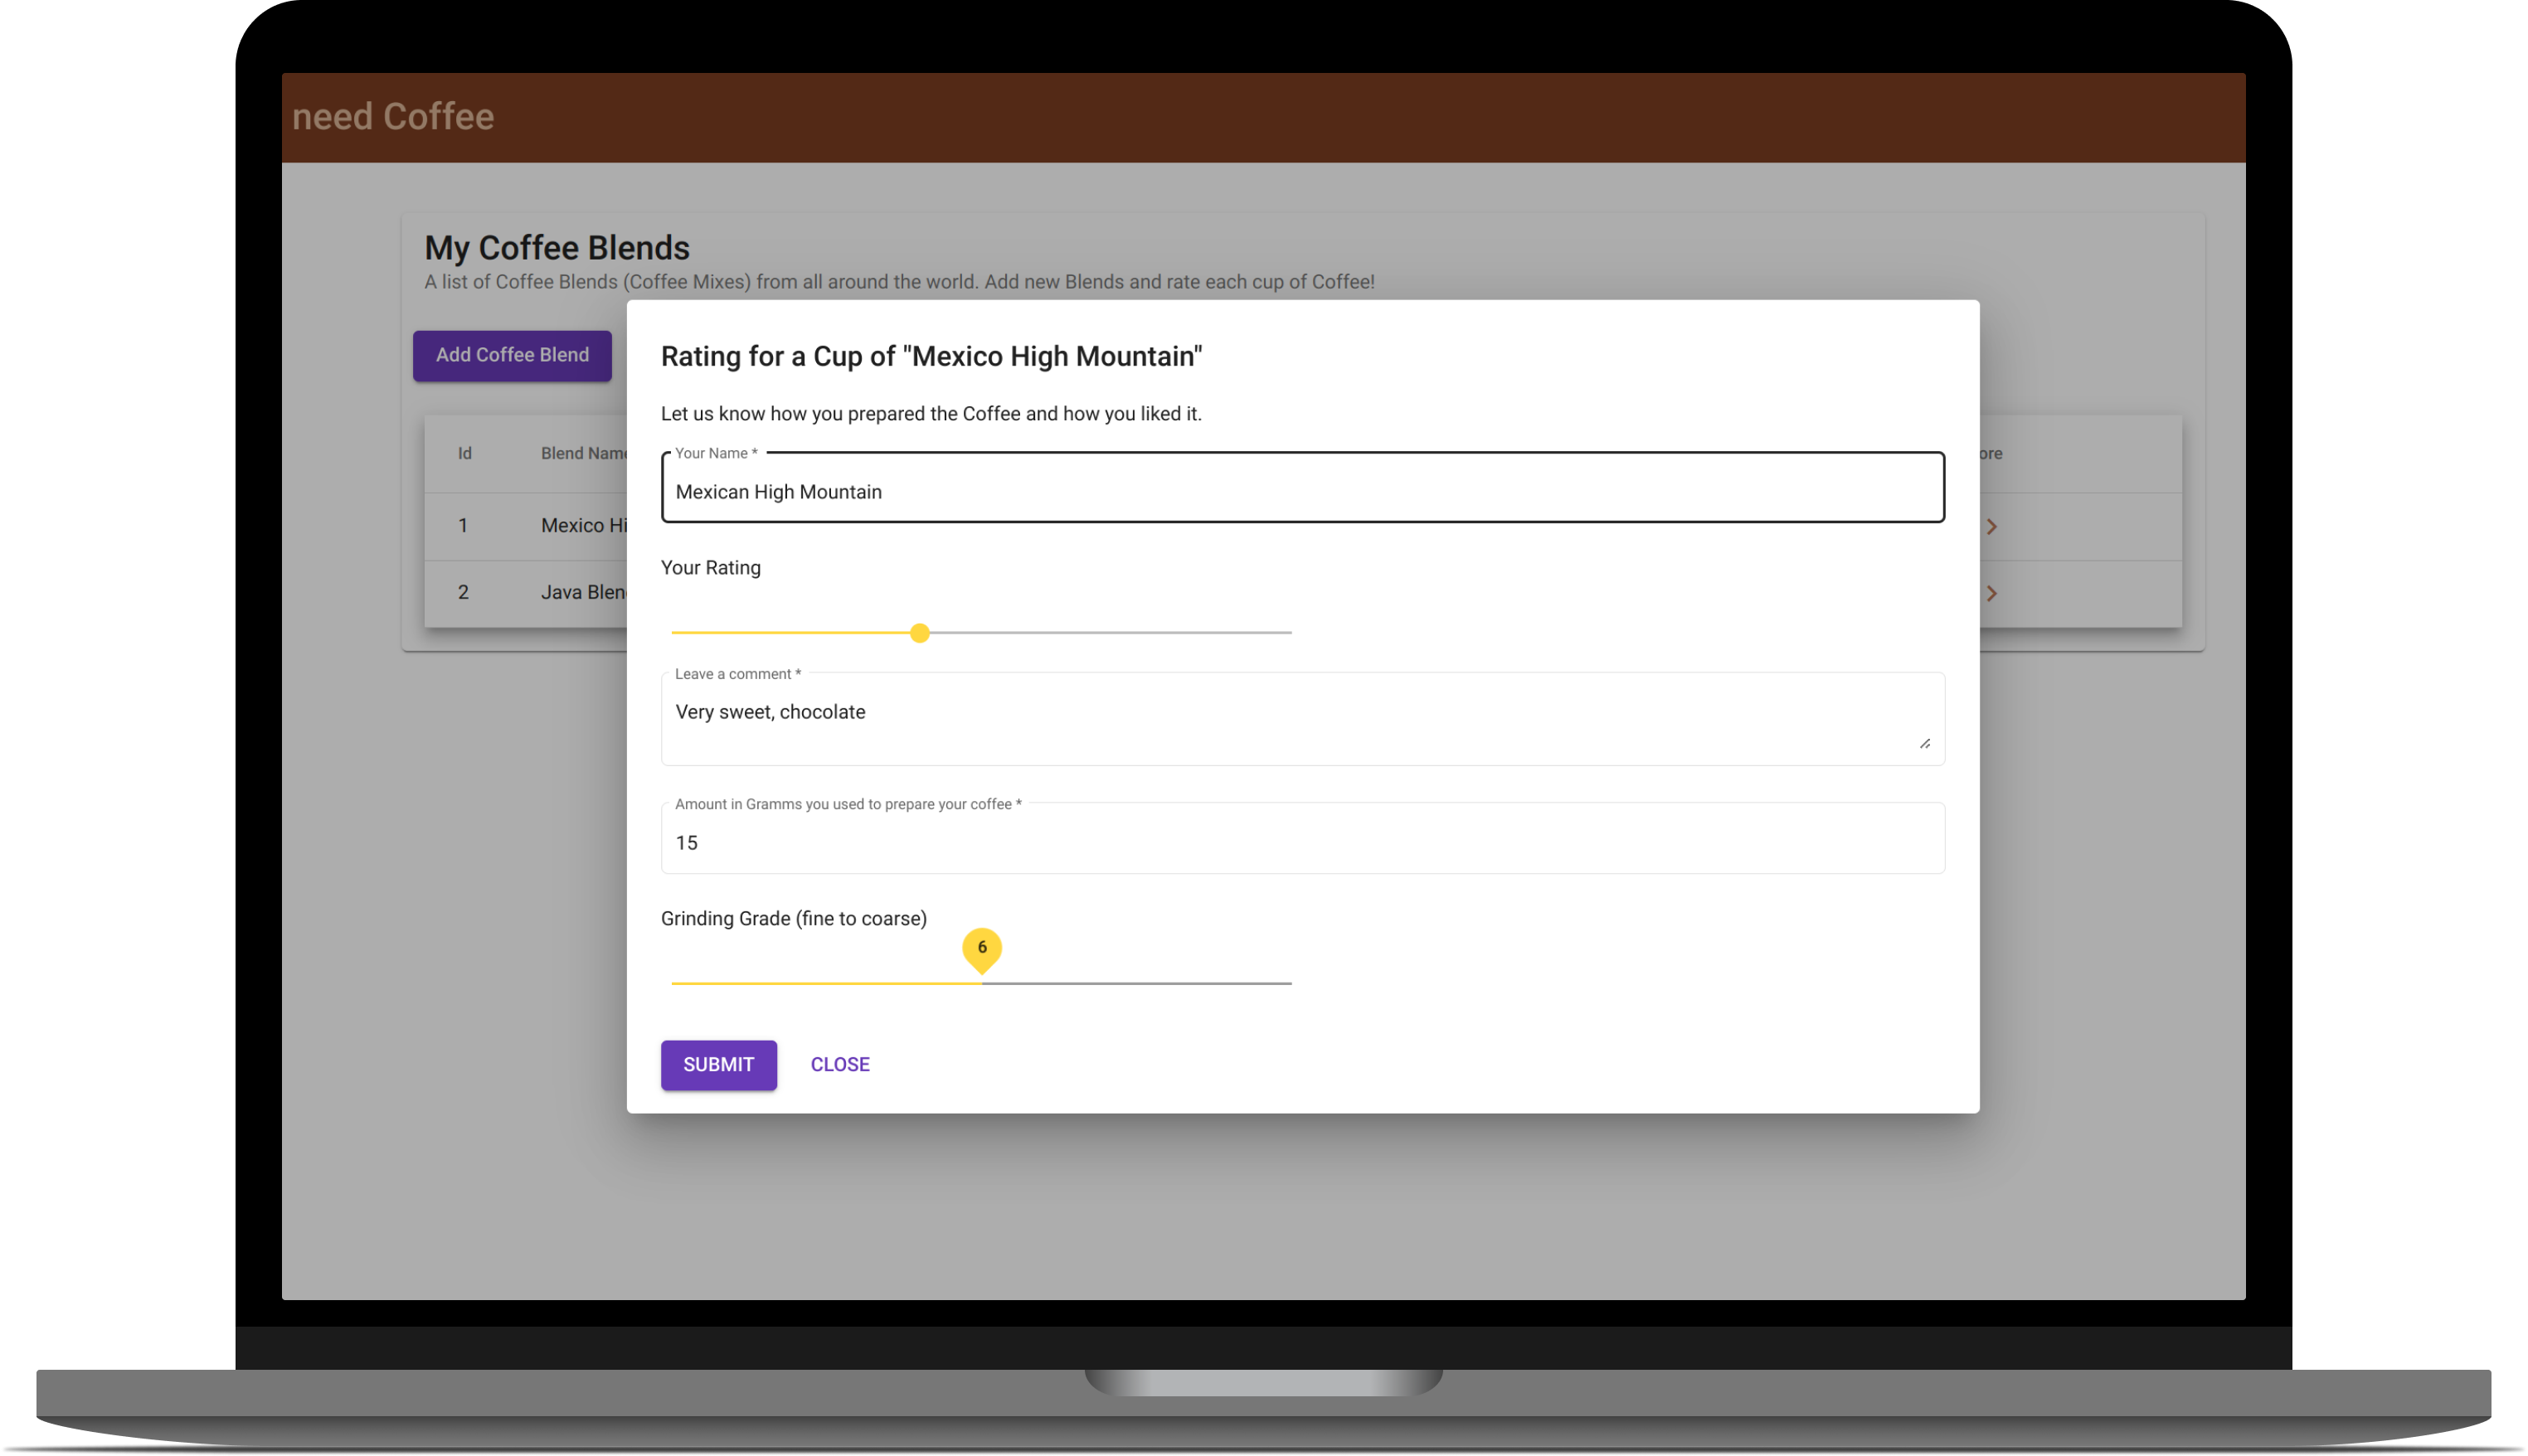 need Coffee
My Coffee Blends
A list of Coffee Blends (Coffee Mixes) from all around the world. Add new Blends and rate each cup of Coffee!
Add Coffee Blend
Id Blend Name ore
1 Mexico Hi
2 Java Blen
Rating for a Cup of "Mexico High Mountain"
Let us know how you prepared the Coffee and how you liked it.
Your Name *
Mexican High Mountain
Your Rating
Leave a comment *
Very sweet, chocolate
Amount in Gramms you used to prepare your coffee *
15
Grinding Grade (fine to coarse)
6
SUBMIT CLOSE